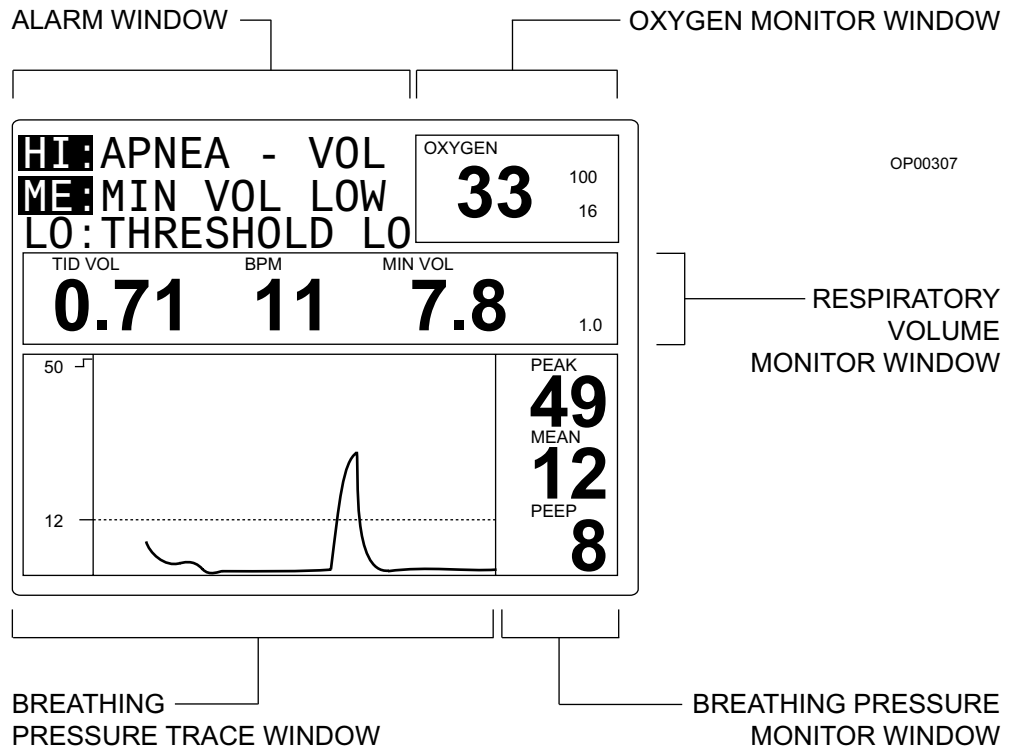 ALARM WINDOW
OXYGEN MONITOR WINDOW
HI:APNEA - VOL
ME:MIN VOL LOW
LO:THRESHOLD LO
OXYGEN
33
100
16
OP00307
TID VOL
0.71
BPM
11
MIN VOL
7.8
1.0
RESPIRATORY
VOLUME
MONITOR WINDOW
50
12
PEAK
49
MEAN
12
PEEP
8
BREATHING
PRESSURE TRACE WINDOW
BREATHING PRESSURE
MONITOR WINDOW